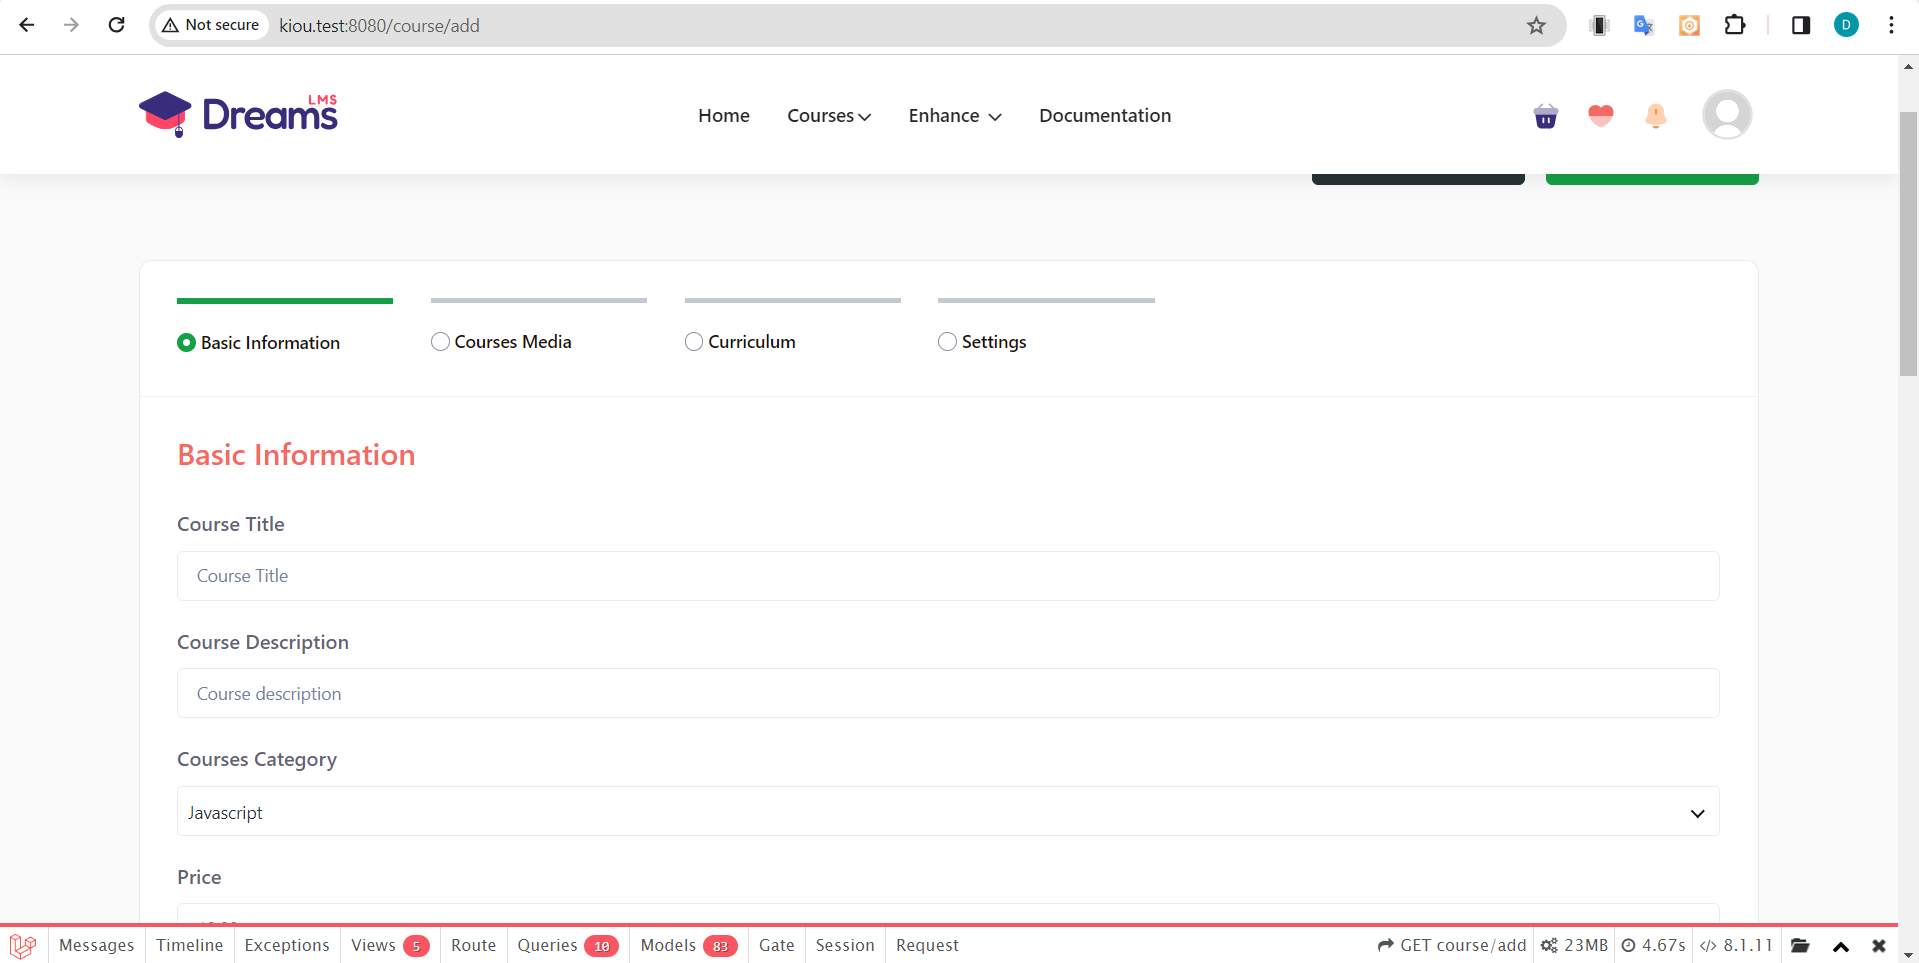 Not secure kiou.test:8080/course/add D
Dreams LMS Home Courses Enhance Documentation
Basic Information Courses Media Curriculum Settings
Basic Information
Course Title
Course Title
Course Description
Course description
Courses Category
Javascript
Price
Messages Timeline Exceptions Views 5 Route Queries 10 Models 83 Gate Session Request GET course/add 23MB 4.67s 8.1.11